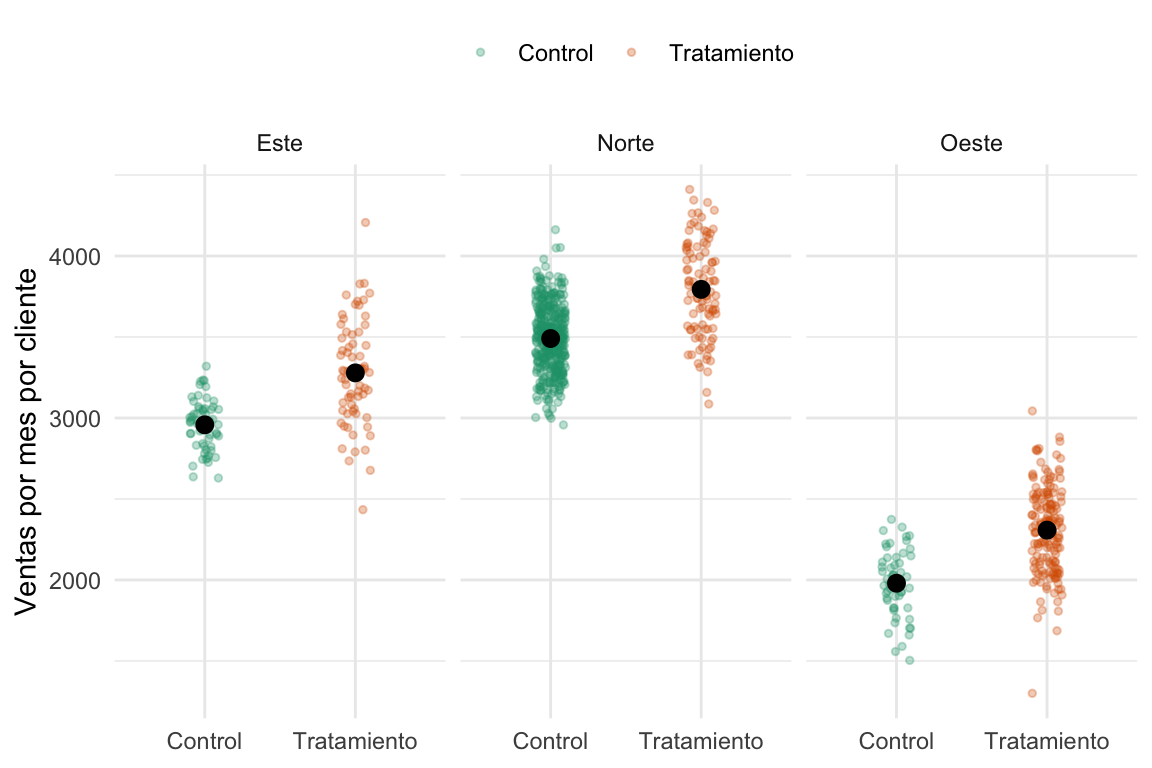 Control Tratamiento
Este Norte Oeste
Ventas por mes por cliente
4000
3000
2000
Control Tratamiento Control Tratamiento Control Tratamiento